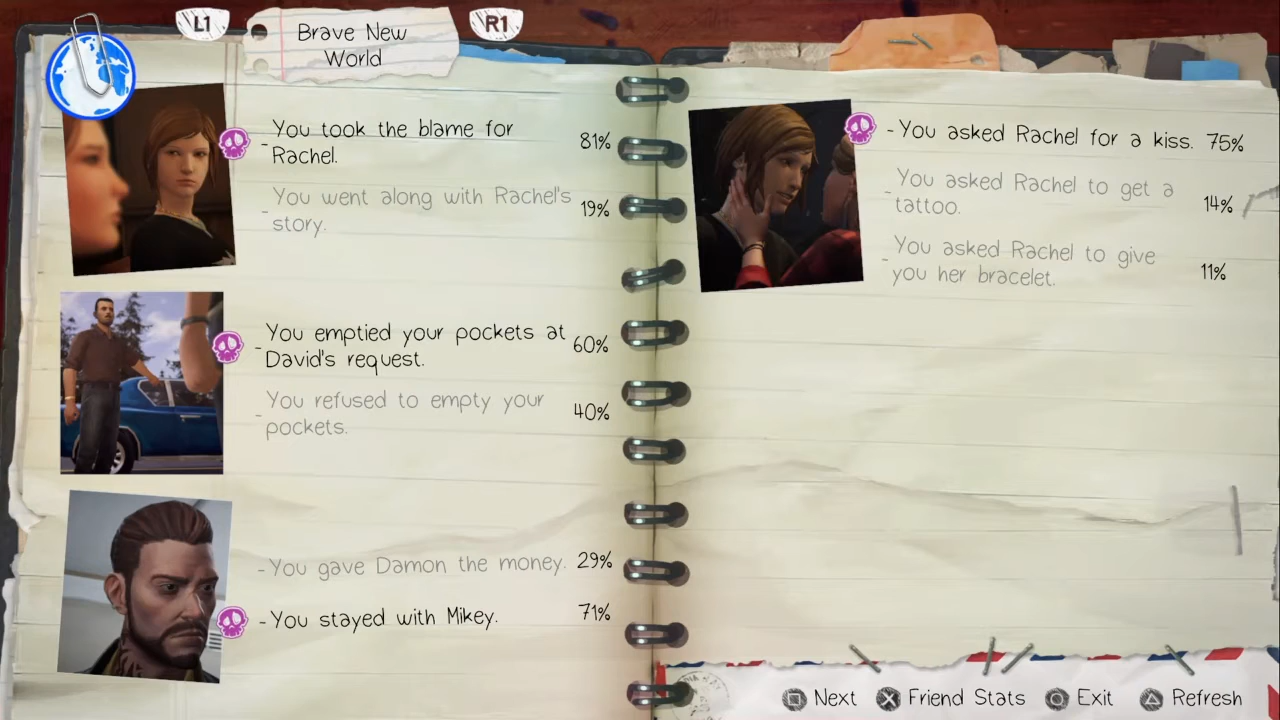 L1
Brave New
World
R1
-You took the blame for
Rachel.
81%
-You went along with Rachel's
story.
19%
-You emptied your pockets at
David's request.
60%
-You refused to empty your
pockets.
40%
-You gave Damon the money. 29%
-You stayed with Mikey. 71%
-You asked Rachel for a kiss. 75%
-You asked Rachel to get a
tattoo.
14%
-You asked Rachel to give
you her bracelet.
11%
Next Friend Stats Exit Refresh